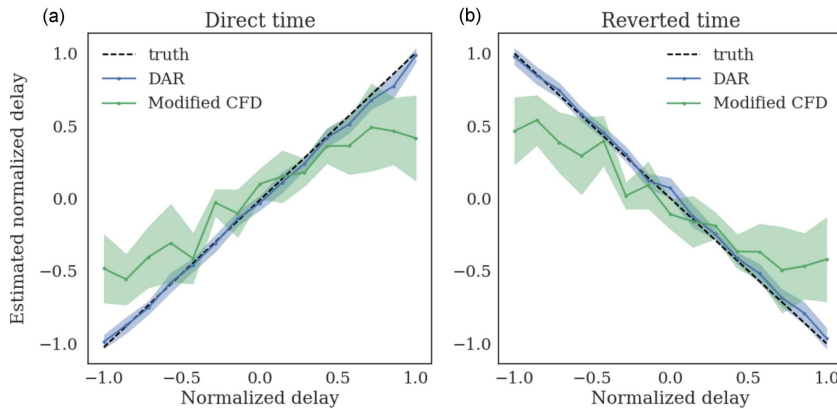 (a)
Direct time
truth
DAR
Modified CFD
Estimated normalized delay
1.0
0.5
0.0
−0.5
−1.0
−1.0
−0.5
0.0
0.5
1.0
Normalized delay
(b)
Reverted time
truth
DAR
Modified CFD
1.0
0.5
0.0
−0.5
−1.0
−1.0
−0.5
0.0
0.5
1.0
Normalized delay